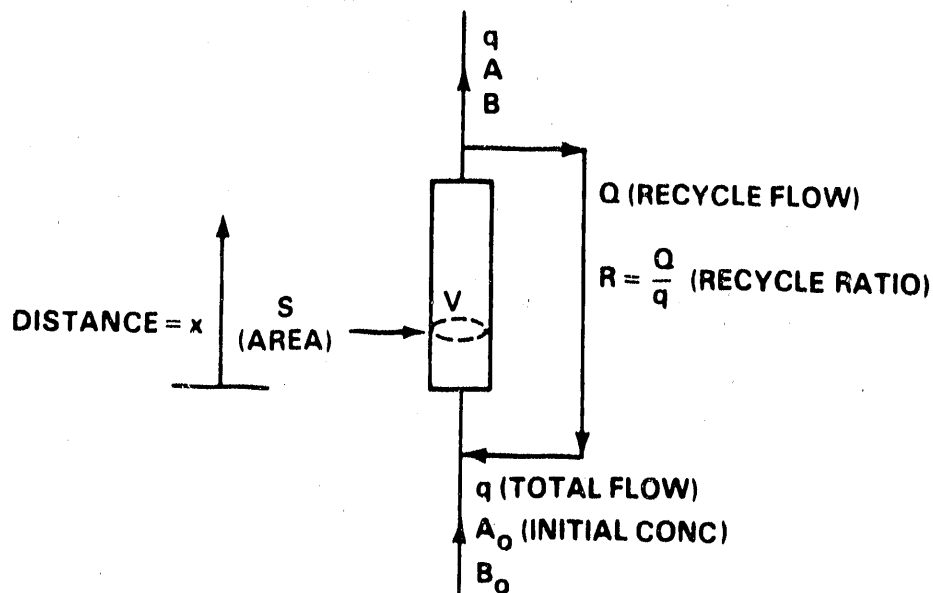 q
A
B
Q (RECYCLE FLOW)
R = Q/q (RECYCLE RATIO)
V
S
(AREA)
DISTANCE = x
q (TOTAL FLOW)
A₀ (INITIAL CONC)
B₀